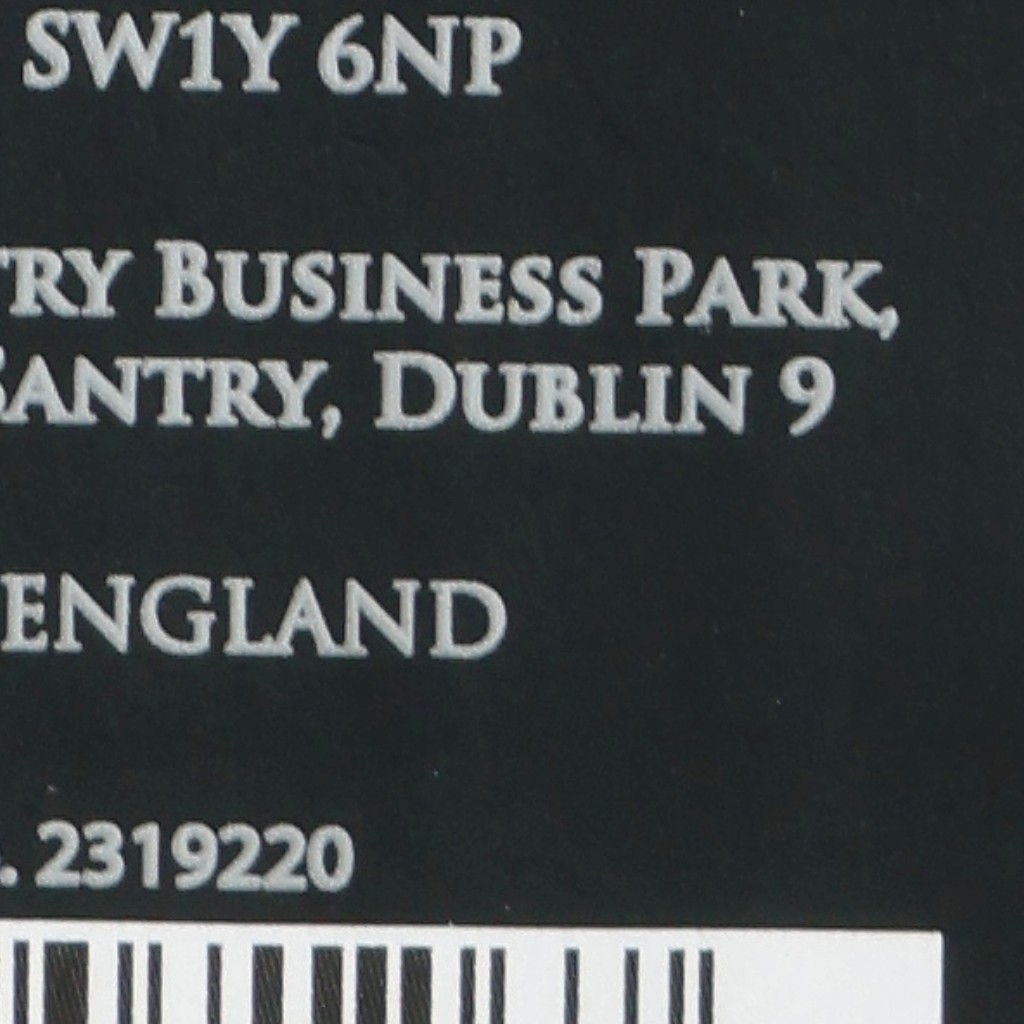 SW1Y 6NP
TRY BUSINESS PARK,
SANTRY, DUBLIN 9
ENGLAND
. 2319220